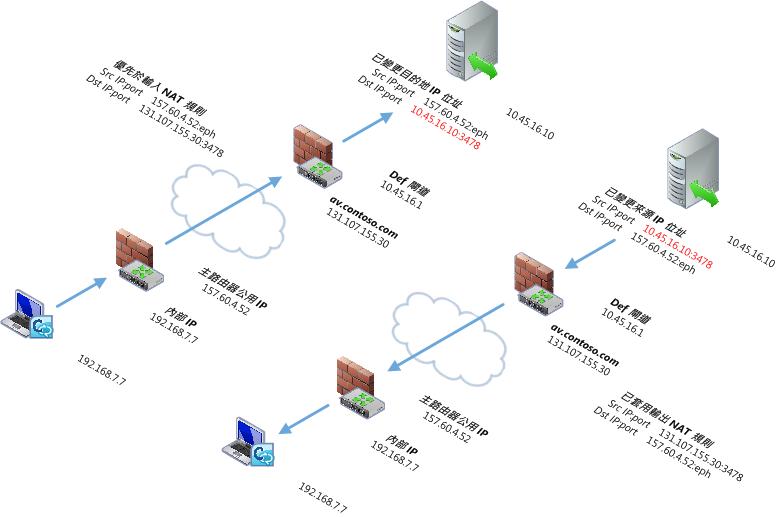 優先於輸入 NAT 規則
Src IP:port 157.60.4.52:eph
Dst IP:port 131.107.155.30:3478
已變更目的地 IP 位址
Src IP:port 157.60.4.52:eph
Dst IP:port 10.45.16.10:3478
10.45.16.10
Def 閘道
10.45.16.1
av.contoso.com
131.107.155.30
主路由器公用 IP
157.60.4.52
內部 IP
192.168.7.7
192.168.7.7
已變更來源 IP 位址
Src IP:port 10.45.16.10:3478
Dst IP:port 157.60.4.52:eph
10.45.16.10
Def 閘道
10.45.16.1
av.contoso.com
131.107.155.30
已套用輸出 NAT 規則
Src IP:port 131.107.155.30:3478
Dst IP:port 157.60.4.52:eph
主路由器公用 IP
157.60.4.52
內部 IP
192.168.7.7
192.168.7.7